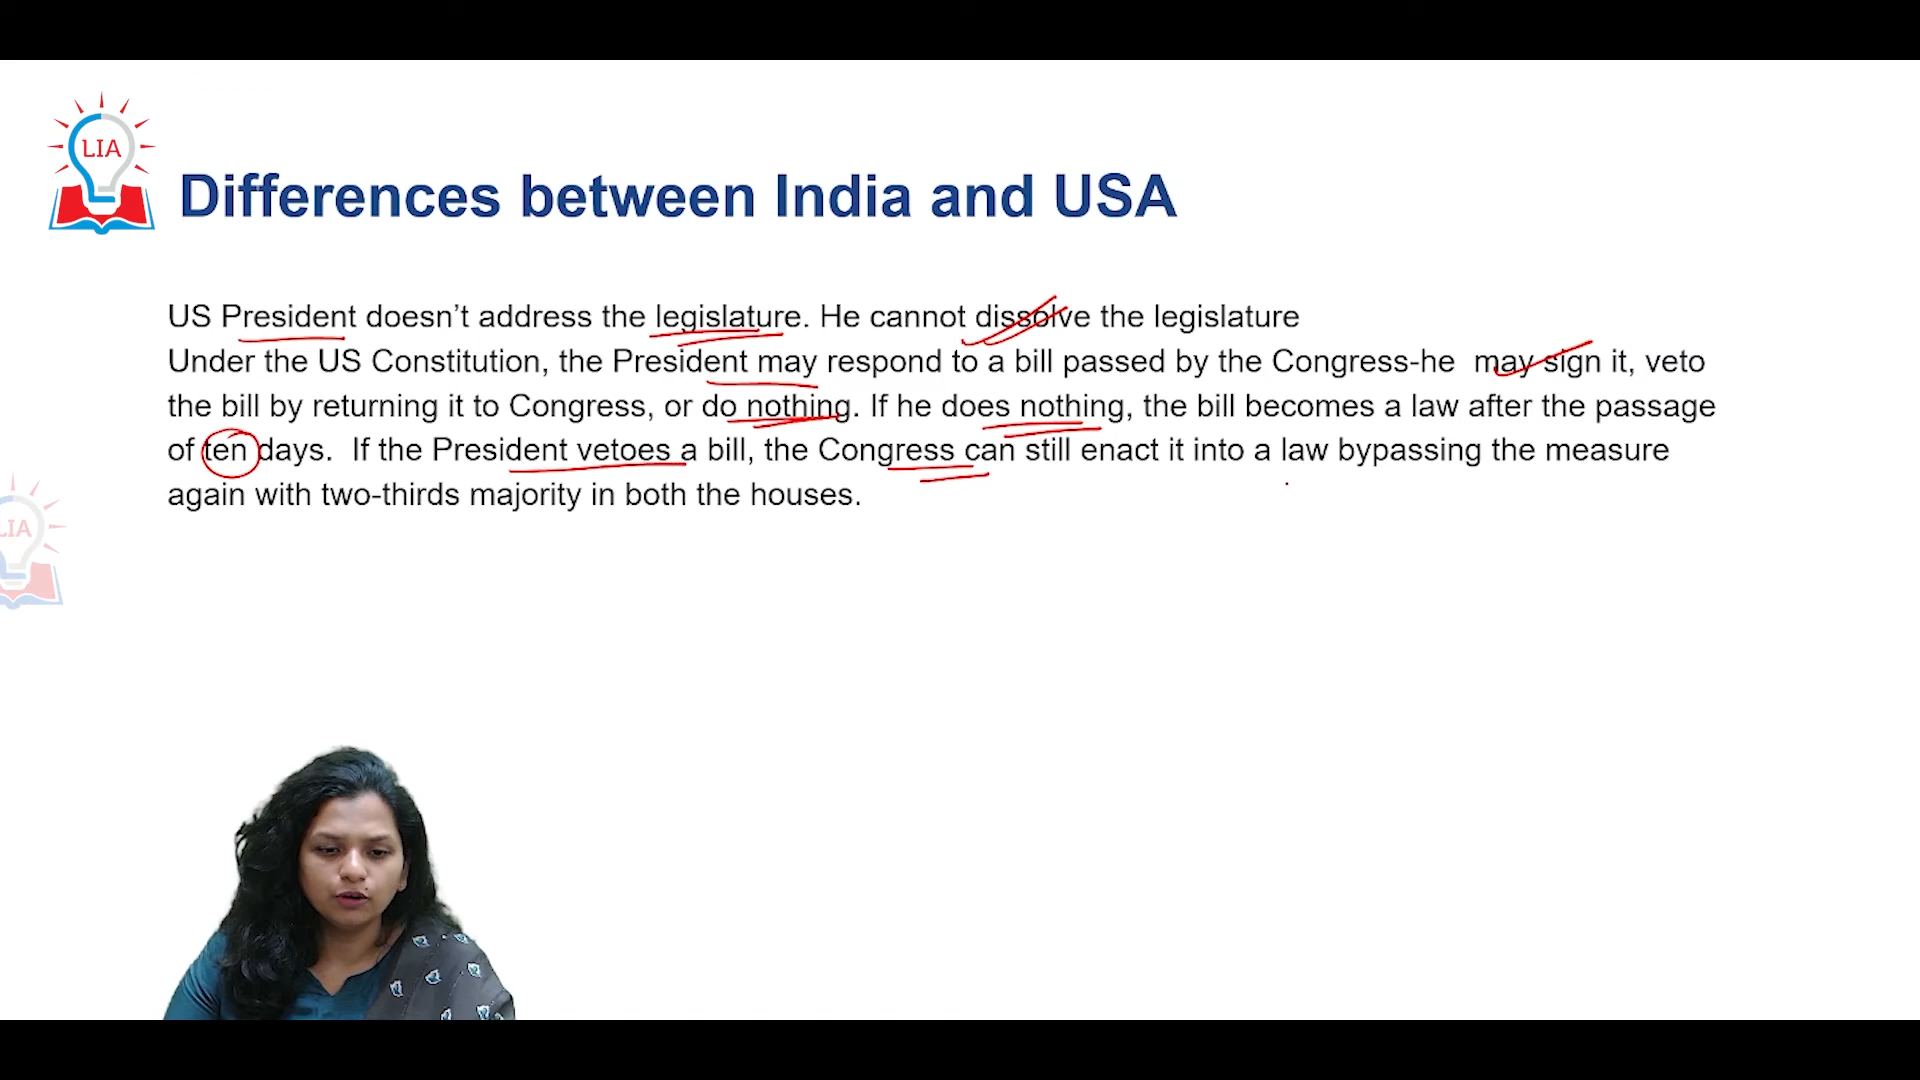 LIA
Differences between India and USA
US President doesn't address the legislature. He cannot dissolve the legislature
Under the US Constitution, the President may respond to a bill passed by the Congress-he may sign it, veto
the bill by returning it to Congress, or do nothing. If he does nothing, the bill becomes a law after the passage
of ten days. If the President vetoes a bill, the Congress can still enact it into a law bypassing the measure
again with two-thirds majority in both the houses.
LIA